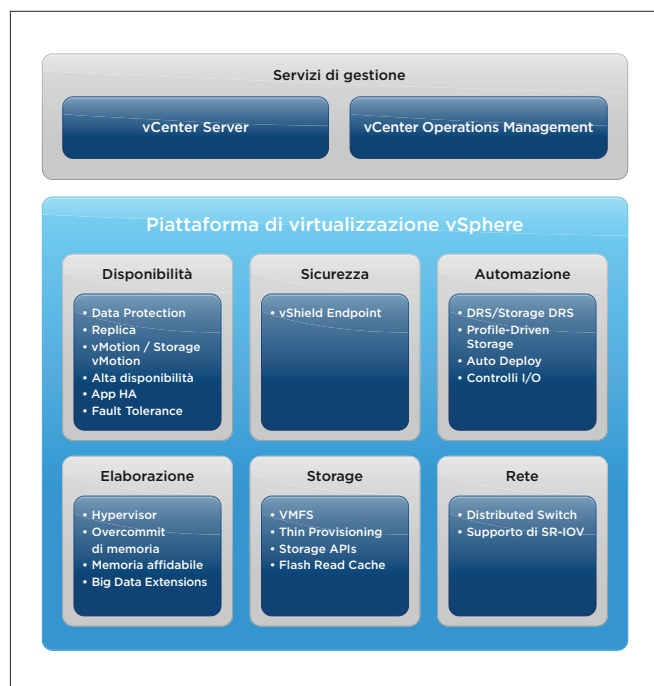 Servizi di gestione
vCenter Server
vCenter Operations Management
Piattaforma di virtualizzazione vSphere
Disponibilità
• Data Protection
• Replica
• vMotion / Storage
vMotion
• Alta disponibilità
• App HA
• Fault Tolerance
Sicurezza
• vShield Endpoint
Automazione
• DRS/Storage DRS
• Profile-Driven
Storage
• Auto Deploy
• Controlli I/O
Elaborazione
• Hypervisor
• Overcommit
di memoria
• Memoria affidabile
• Big Data Extensions
Storage
• VMFS
• Thin Provisioning
• Storage APIs
• Flash Read Cache
Rete
• Distributed Switch
• Supporto di SR-IOV